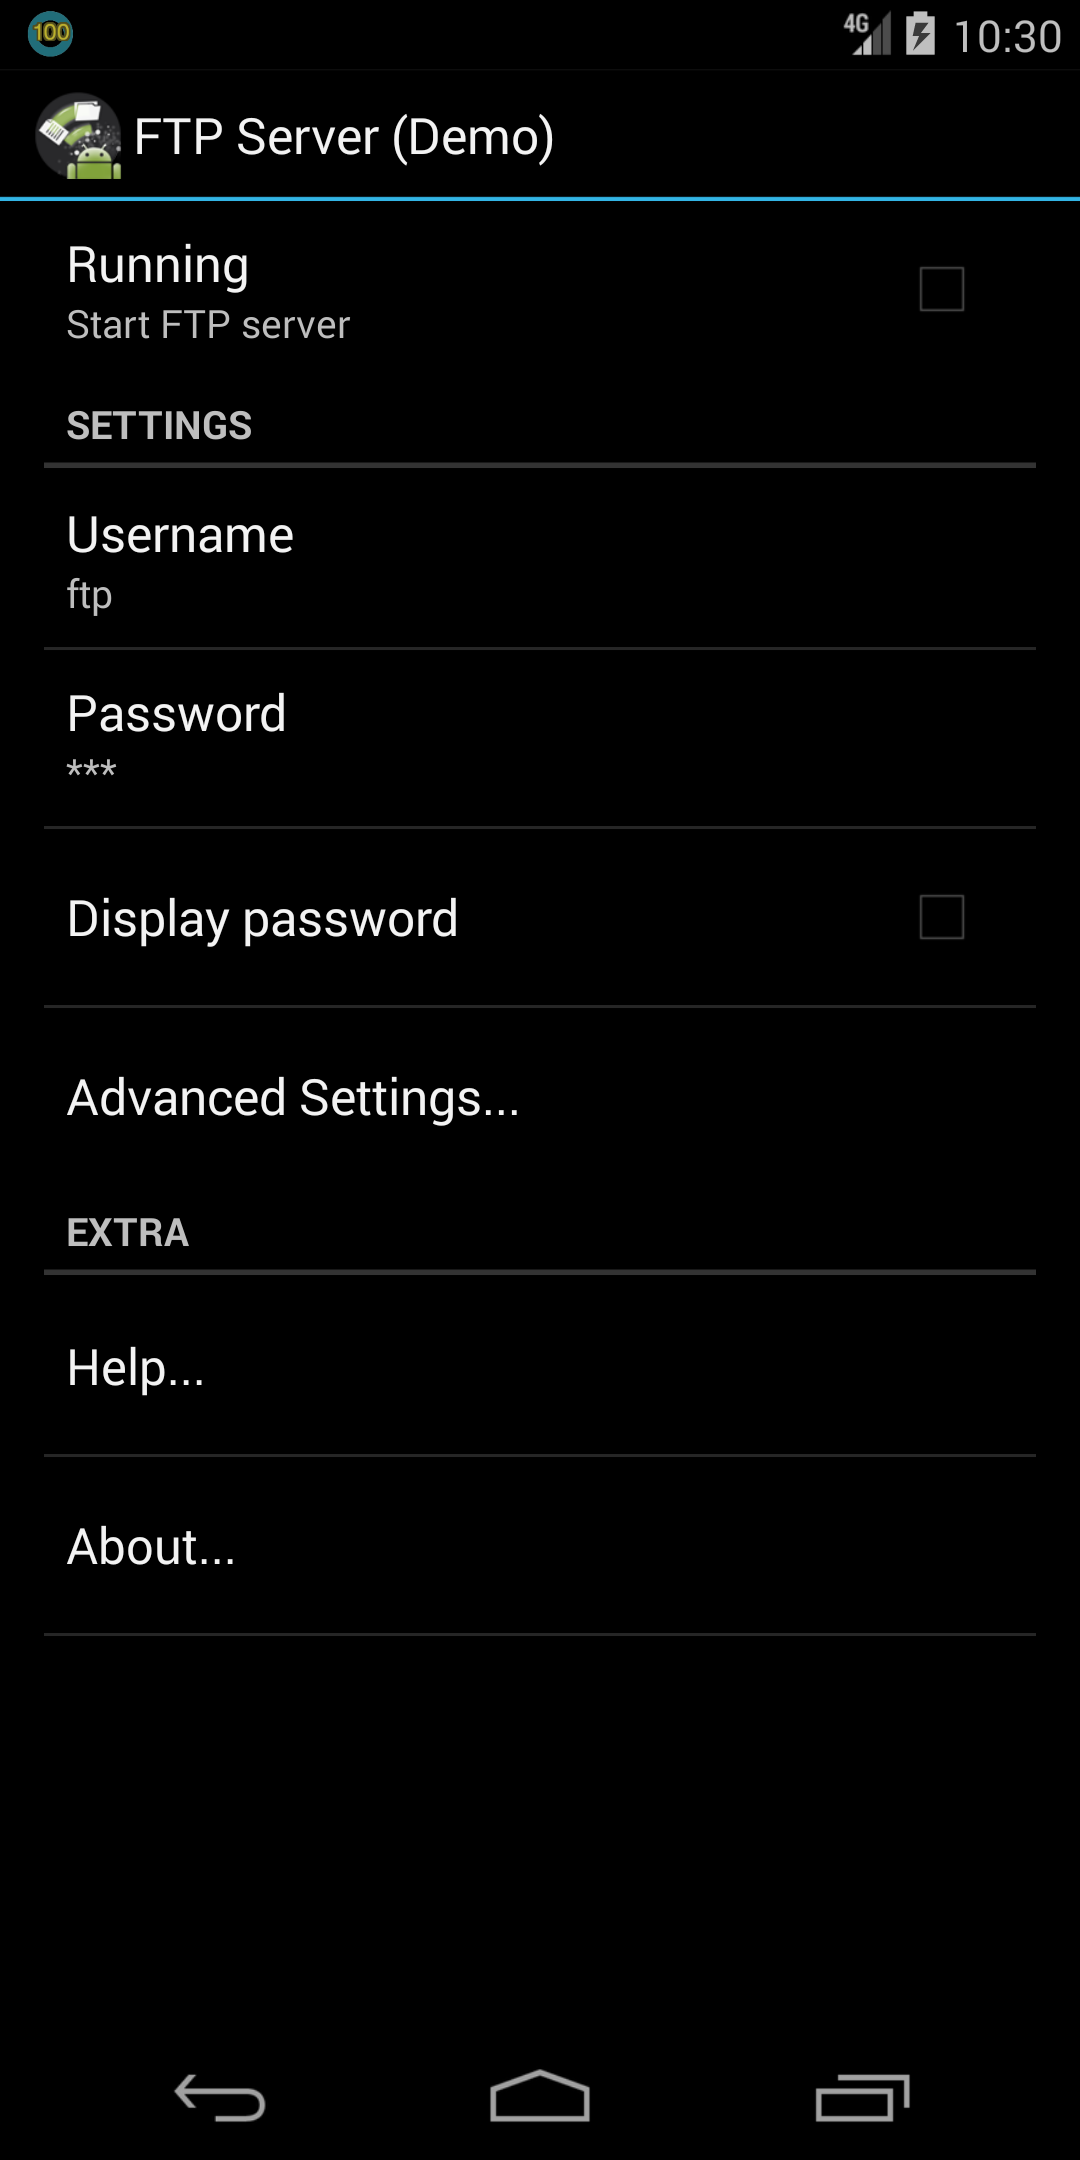 100
4G 10:30
FTP Server (Demo)
Running
Start FTP server
SETTINGS
Username
ftp
Password
***
Display password
Advanced Settings...
EXTRA
Help...
About...